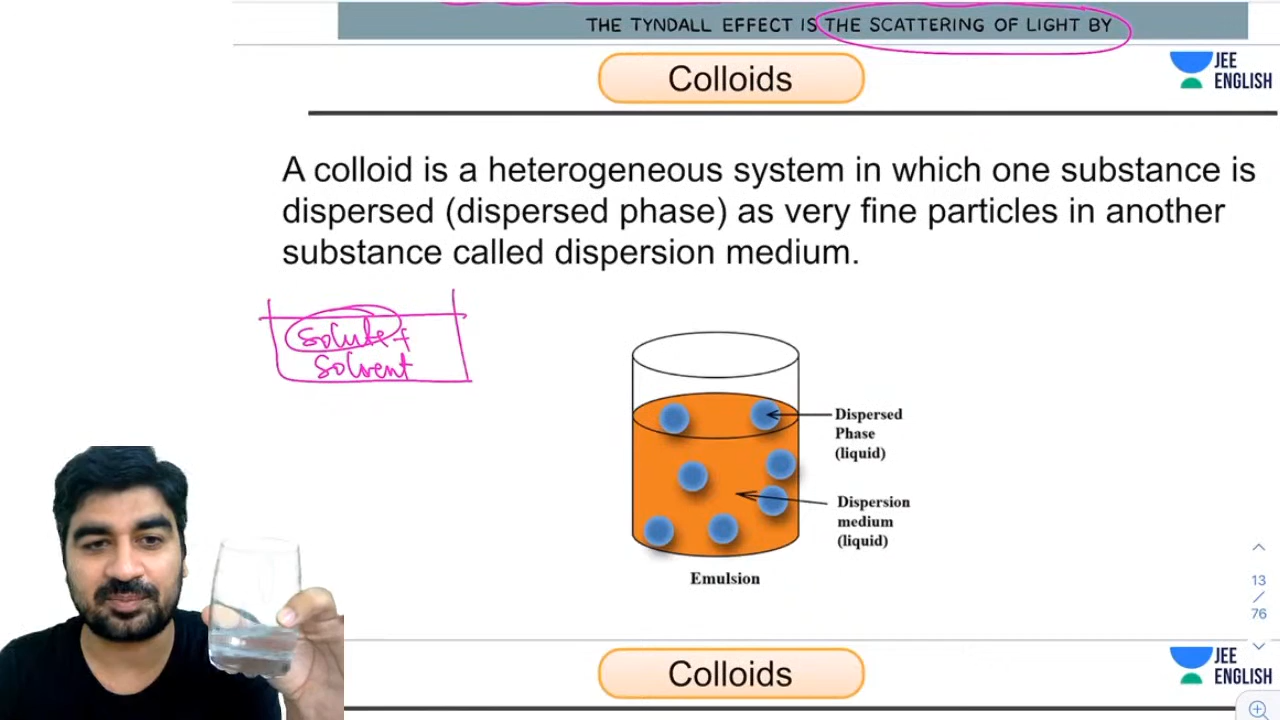 THE TYNDALL EFFECT IS THE SCATTERING OF LIGHT BY
Colloids
JEE
ENGLISH
A colloid is a heterogeneous system in which one substance is
dispersed (dispersed phase) as very fine particles in another
substance called dispersion medium.
Solute +
Solvent
Dispersed
Phase
(liquid)
Dispersion
medium
(liquid)
Emulsion
13
/
76
Colloids
JEE
ENGLISH